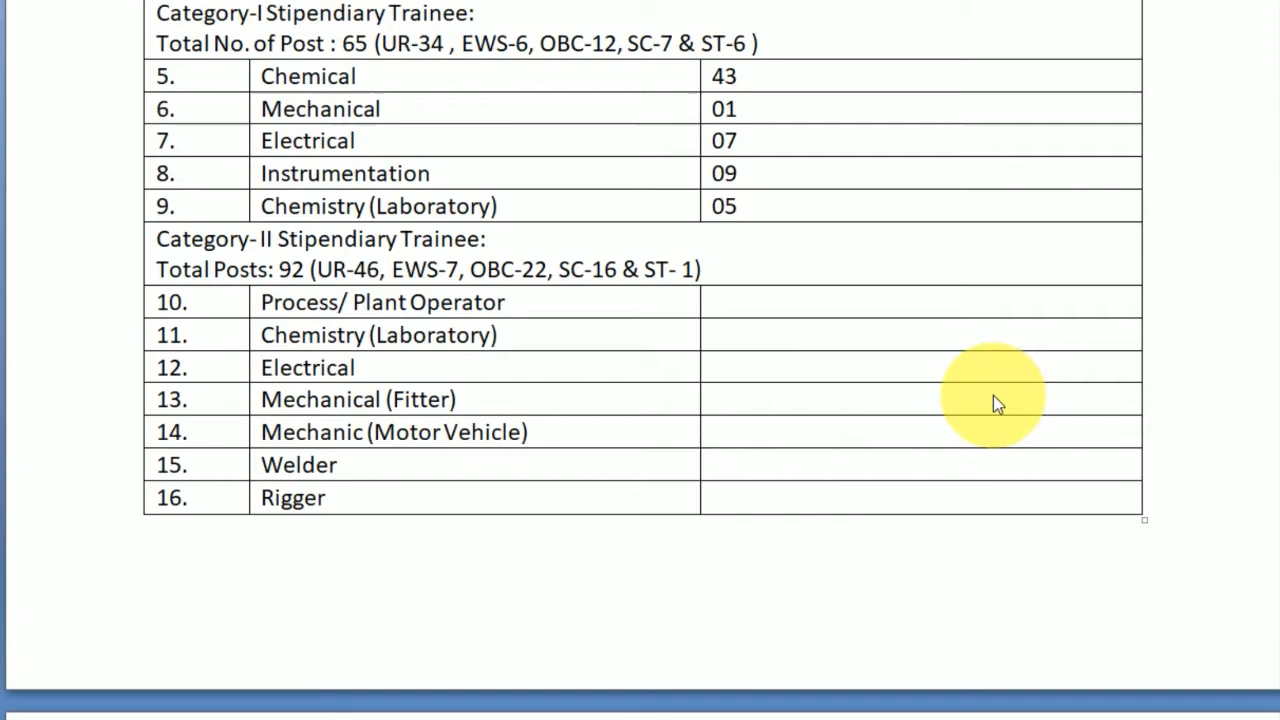 Category-I Stipendiary Trainee:
Total No. of Post : 65 (UR-34 , EWS-6, OBC-12, SC-7 & ST-6 )
5. Chemical 43
6. Mechanical 01
7. Electrical 07
8. Instrumentation 09
9. Chemistry (Laboratory) 05
Category- II Stipendiary Trainee:
Total Posts: 92 (UR-46, EWS-7, OBC-22, SC-16 & ST- 1)
10. Process/ Plant Operator
11. Chemistry (Laboratory)
12. Electrical
13. Mechanical (Fitter)
14. Mechanic (Motor Vehicle)
15. Welder
16. Rigger